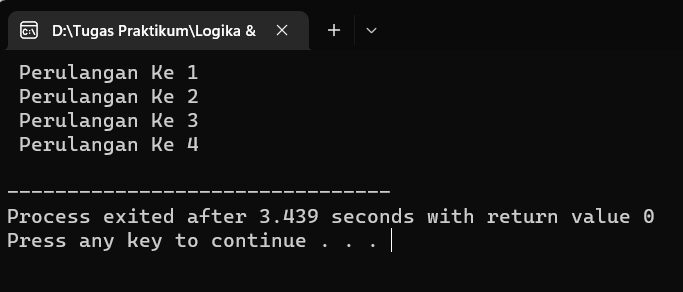 D:\Tugas Praktikum\Logika &
Perulangan Ke 1
Perulangan Ke 2
Perulangan Ke 3
Perulangan Ke 4
--------------------------------
Process exited after 3.439 seconds with return value 0
Press any key to continue . . .